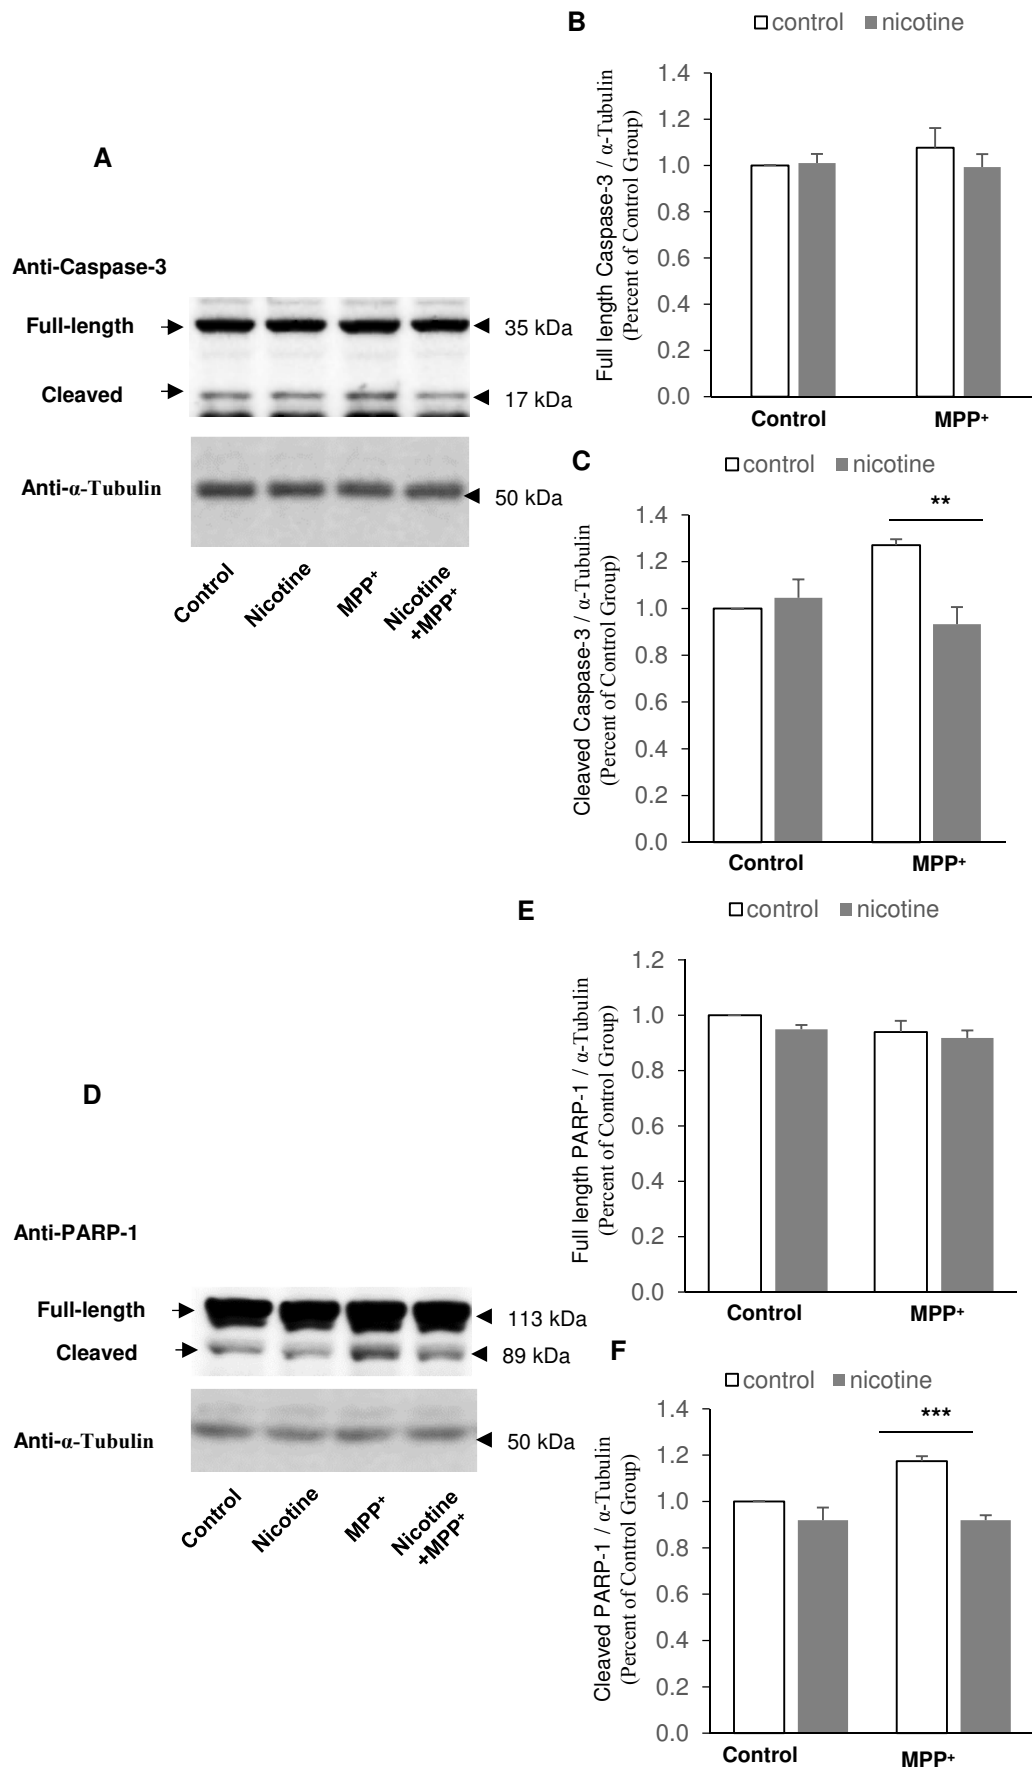 A
Anti-Caspase-3
Full-length
35 kDa
Cleaved
17 kDa
Anti-α-Tubulin
50 kDa
Control
Nicotine
MPP+
Nicotine
+MPP+
B
control nicotine
Full length Caspase-3 / α-Tubulin
(Percent of Control Group)
1.4
1.2
1.0
0.8
0.6
0.4
0.2
0.0
Control MPP+
C
control nicotine
Cleaved Caspase-3 / α-Tubulin
(Percent of Control Group)
1.4
1.2
1.0
0.8
0.6
0.4
0.2
0.0
**
Control MPP+
D
Anti-PARP-1
Full-length
113 kDa
Cleaved
89 kDa
Anti-α-Tubulin
50 kDa
Control
Nicotine
MPP+
Nicotine
+MPP+
E
control nicotine
Full length PARP-1 / α-Tubulin
(Percent of Control Group)
1.2
1.0
0.8
0.6
0.4
0.2
0.0
Control MPP+
F
control nicotine
Cleaved PARP-1 / α-Tubulin
(Percent of Control Group)
1.4
1.2
1.0
0.8
0.6
0.4
0.2
0.0
***
Control MPP+